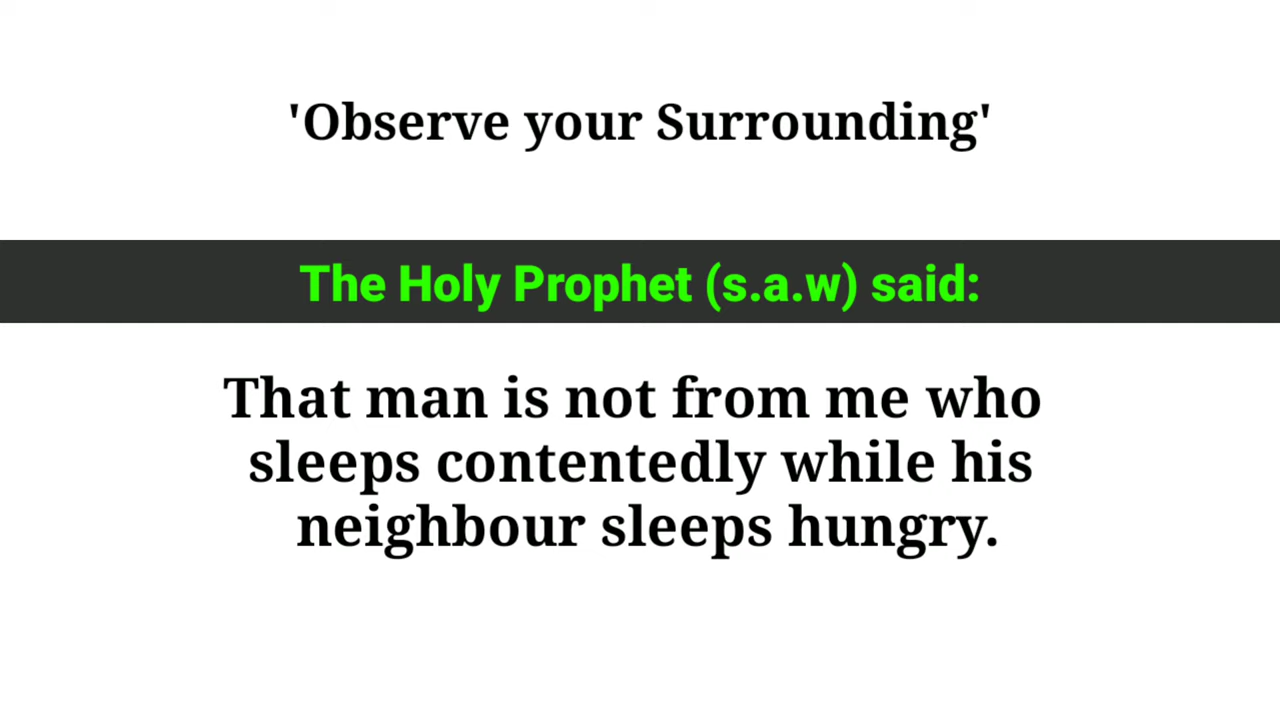 'Observe your Surrounding'
The Holy Prophet (s.a.w) said:
That man is not from me who
sleeps contentedly while his
neighbour sleeps hungry.